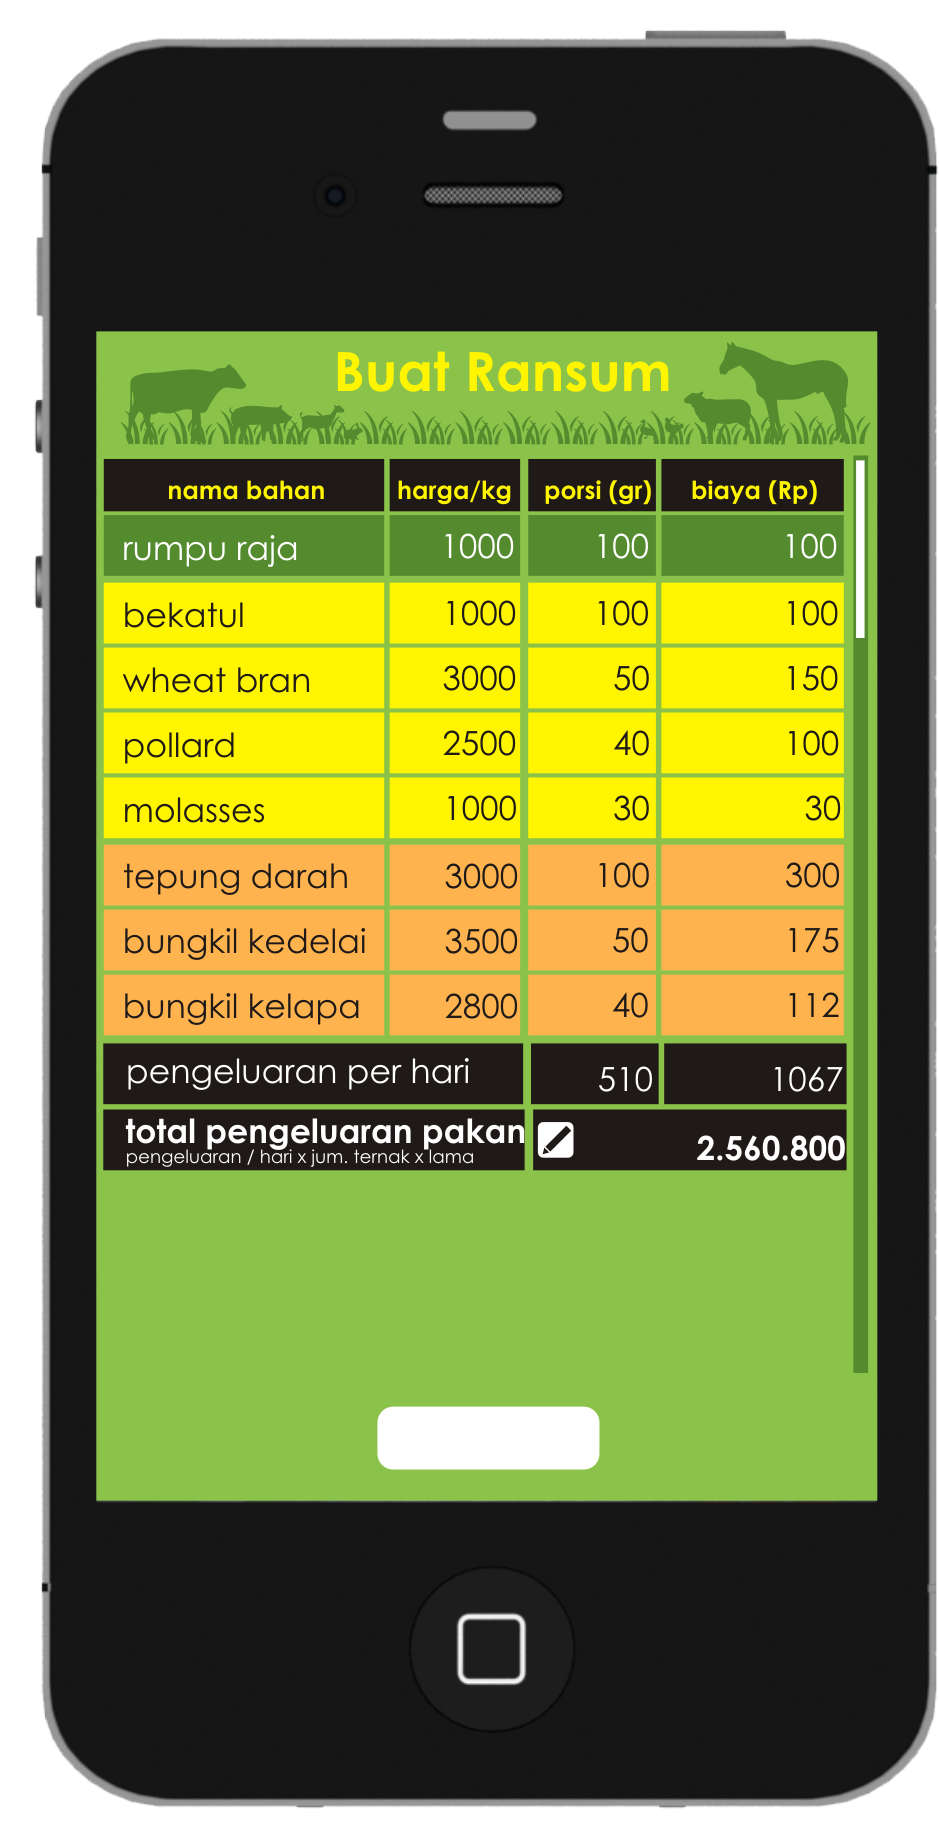 Buat Ransum
nama bahan harga/kg porsi (gr) biaya (Rp)
rumpu raja 1000 100 100
bekatul 1000 100 100
wheat bran 3000 50 150
pollard 2500 40 100
molasses 1000 30 30
tepung darah 3000 100 300
bungkil kedelai 3500 50 175
bungkil kelapa 2800 40 112
pengeluaran per hari 510 1067
total pengeluaran pakan 2.560.800
pengeluaran / hari x jum. ternak x lama